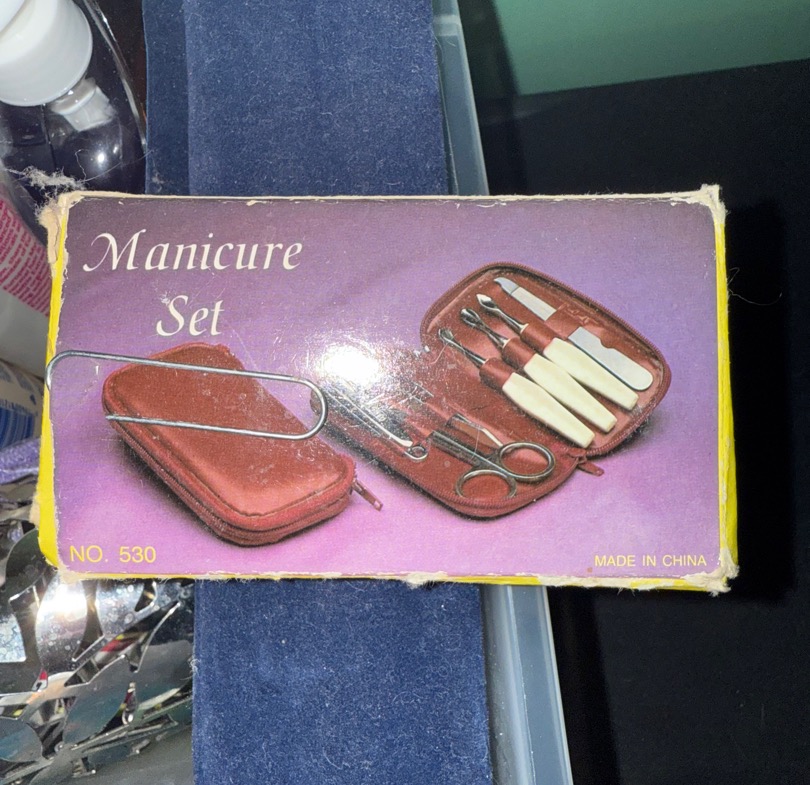 Manicure
Set
NO. 530
MADE IN CHINA